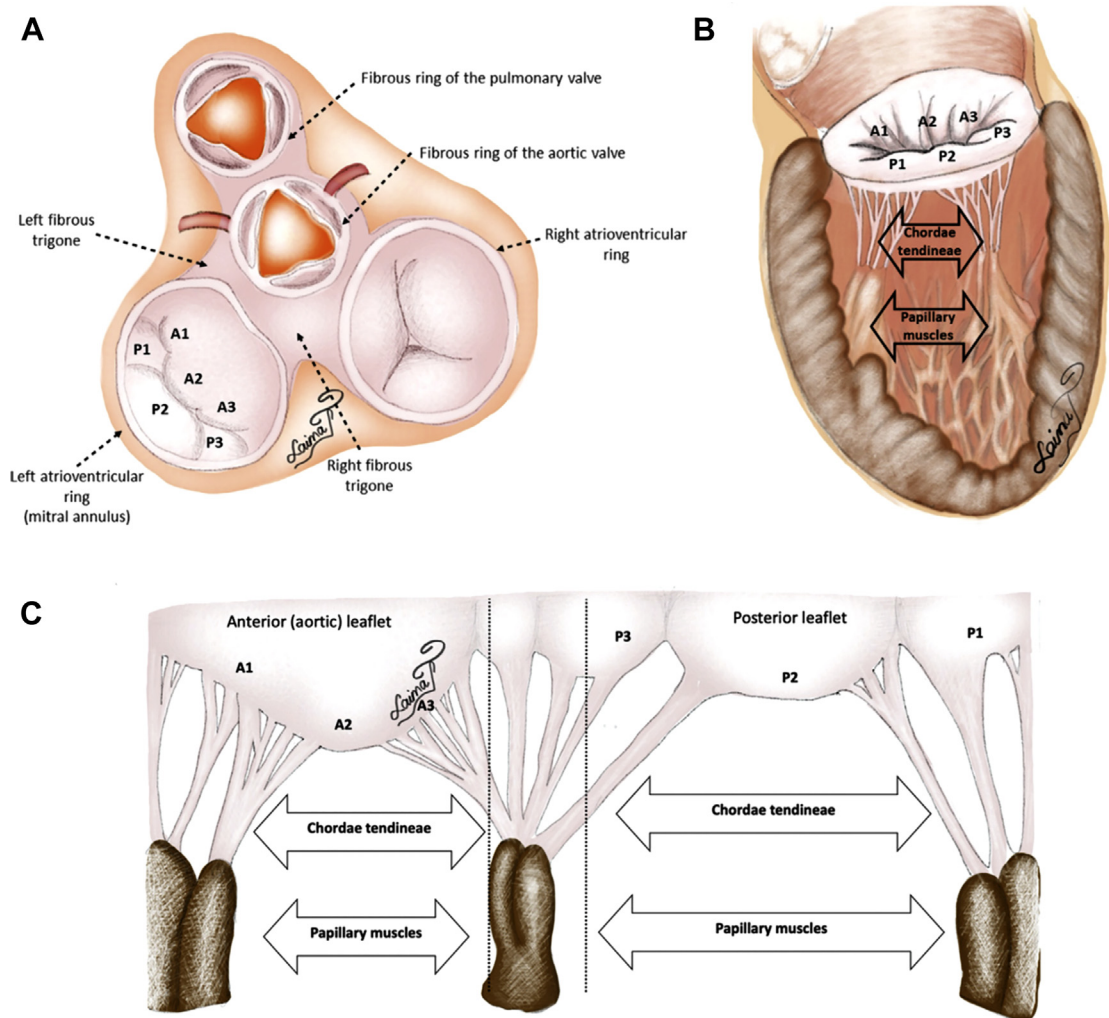 A
Fibrous ring of the pulmonary valve
Fibrous ring of the aortic valve
Left fibrous
trigone
Right atrioventricular
ring
A1
P1
A2
P2
A3
P3
Laima
Left atrioventricular
ring
(mitral annulus)
Right fibrous
trigone
B
A1
A2
A3
P3
P1
P2
Chordae
tendineae
Papillary
muscles
Laima
C
Anterior (aortic) leaflet
Posterior leaflet
P3
P1
A1
P2
Laima
A3
A2
Chordae tendineae
Chordae tendineae
Papillary muscles
Papillary muscles